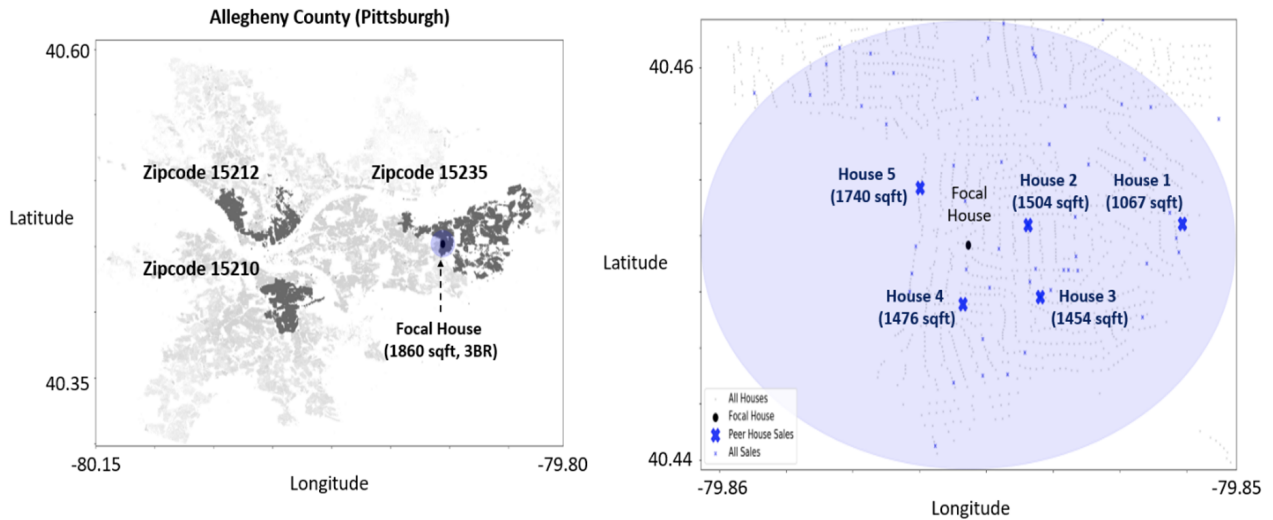 Allegheny County (Pittsburgh)
40.60
Zipcode 15212
Zipcode 15235
Latitude
Zipcode 15210
Focal House
(1860 sqft, 3BR)
40.35
-80.15
-79.80
Longitude
40.46
House 5
(1740 sqft)
Focal
House
House 2
(1504 sqft)
House 1
(1067 sqft)
Latitude
House 4
(1476 sqft)
House 3
(1454 sqft)
All Houses
Focal House
Peer House Sales
All Sales
40.44
-79.86
-79.85
Longitude